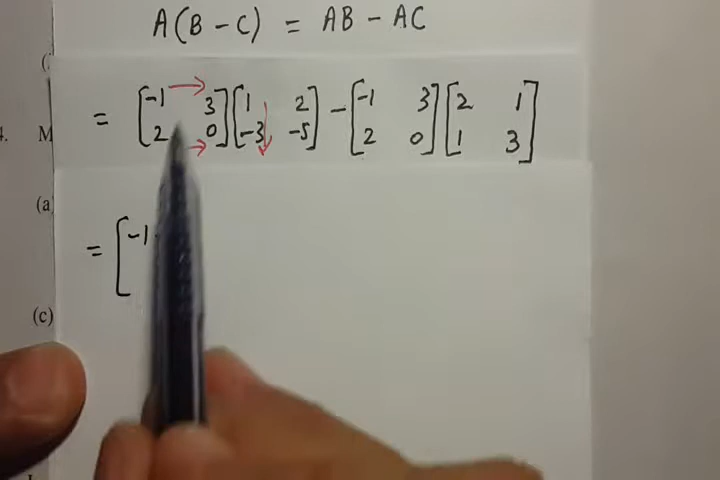 A(B - C) = AB - AC
(
= [-1 3] [1 2] - [-1 3] [2 1]
4. M [2 0] [-3 -5] [2 0] [1 3]
(a)
= [-1
(c)